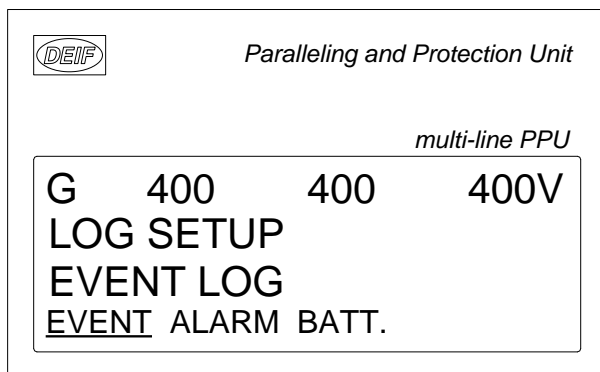 DEIF
Paralleling and Protection Unit
multi-line PPU
G 400 400 400V
LOG SETUP
EVENT LOG
EVENT ALARM BATT.